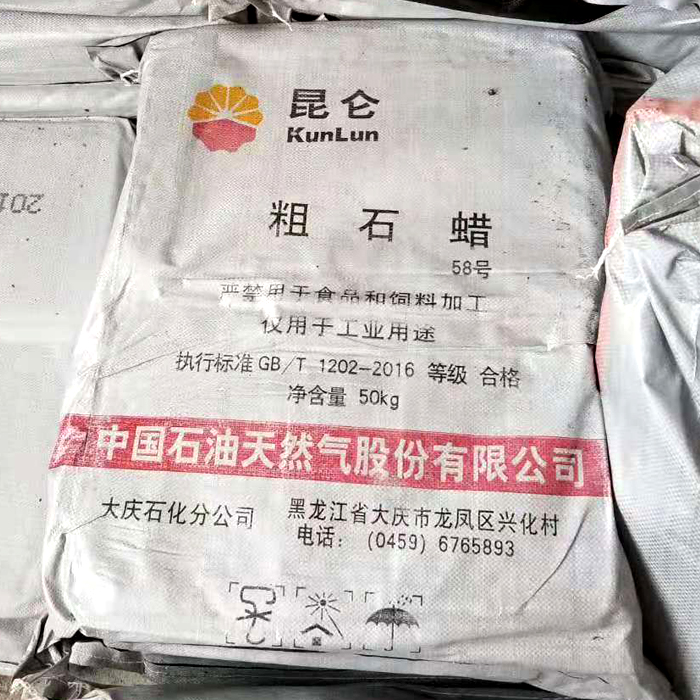 昆仑
KunLun
粗石蜡
58号
严禁用于食品和饲料加工
仅用于工业用途
执行标准 GB/T 1202-2016 等级 合格
净含量 50kg
中国石油天然气股份有限公司
大庆石化分公司
黑龙江省大庆市龙凤区兴化村
电话: (0459) 6765893
201